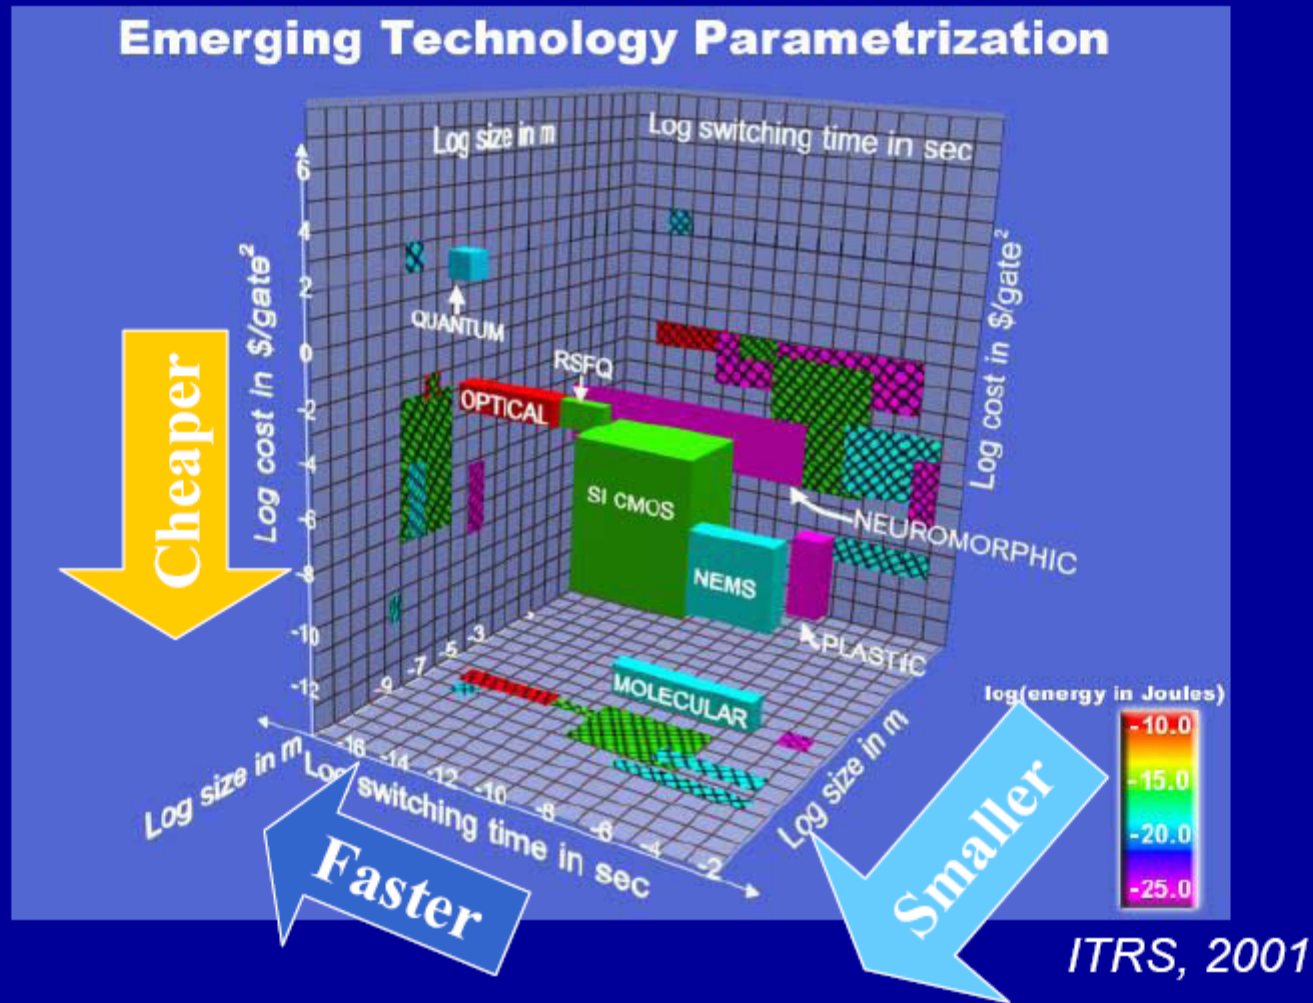 Emerging Technology Parametrization
Log size in m
Log switching time in sec
6
4
2
0
-2
-4
-6
-8
-10
-12
Log cost in $/gate²
Log cost in $/gate²
QUANTUM
RSFQ
OPTICAL
SI CMOS
NEMS
NEUROMORPHIC
PLASTIC
MOLECULAR
Cheaper
-9
-7
-5
-3
Log size in m
-16
-14
-12
-10
-8
-6
-4
-2
Log switching time in sec
Log size in m
Faster
Smaller
log(energy in Joules)
-10.0
-15.0
-20.0
-25.0
ITRS, 2001